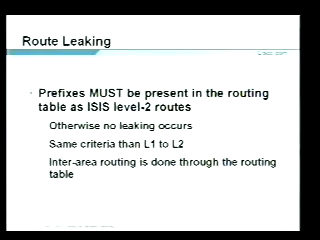 Route Leaking
· Prefixes MUST be present in the routing
table as ISIS level-2 routes
Otherwise no leaking occurs
Same criteria than L1 to L2
Inter-area routing is done through the routing
table